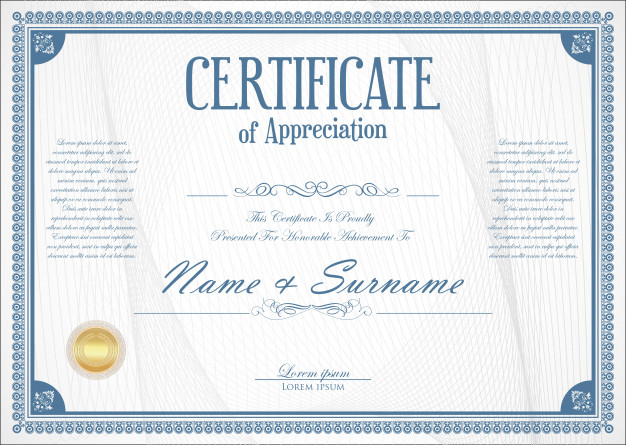 CERTIFICATE
of Appreciation
This Certificate Is Proudly
Presented For Honorable Achievement To
Name & Surname
Lorem ipsum dolor sit amet,
consectetur adipisicing elit, sed do
eiusmod tempor incididunt ut labore
et dolore magna aliqua. Ut enim ad
minim veniam, quis nostrud
exercitation ullamco laboris nisi ut
aliquip ex ea commodo consequat.
Duis aute irure dolor in
reprehenderit in voluptate velit esse
cillum dolore eu fugiat nulla pariatur.
Excepteur sint occaecat cupidatat non
proident, sunt in culpa qui officia
deserunt mollit anim id est laborum.
Lorem ipsum dolor sit amet,
consectetur adipisicing elit, sed do
eiusmod tempor incididunt ut labore
et dolore magna aliqua. Ut enim ad
minim veniam, quis nostrud
exercitation ullamco laboris nisi ut
aliquip ex ea commodo consequat.
Duis aute irure dolor in
reprehenderit in voluptate velit esse
cillum dolore eu fugiat nulla pariatur.
Excepteur sint occaecat cupidatat non
proident, sunt in culpa qui officia
deserunt mollit anim id est laborum.
Lorem ipsum
LOREM IPSUM